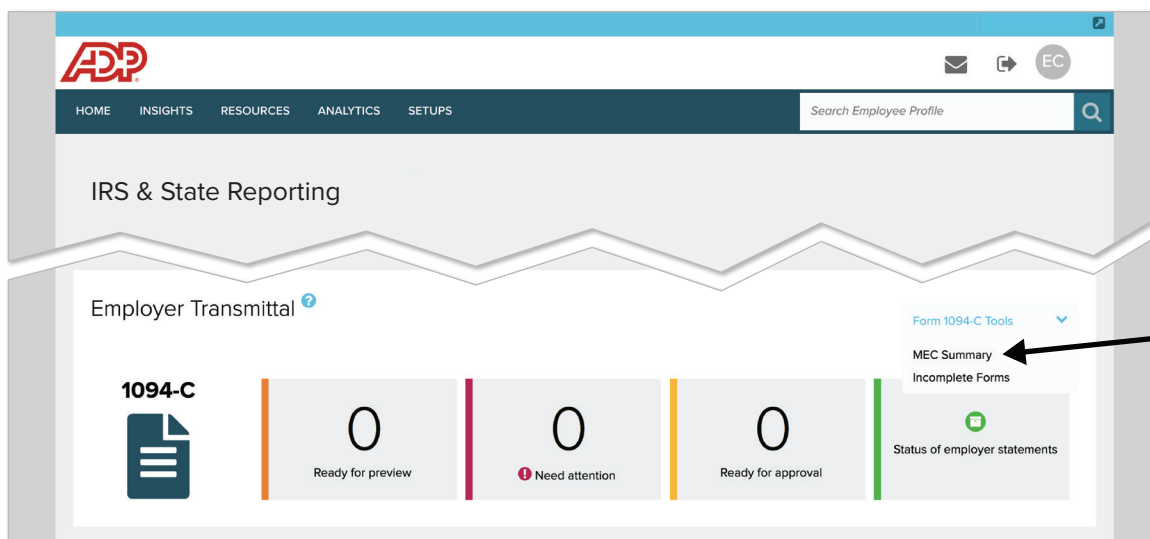 ADP
EC
HOME INSIGHTS RESOURCES ANALYTICS SETUPS
Search Employee Profile
IRS & State Reporting
Employer Transmittal ?
Form 1094-C Tools
MEC Summary
Incomplete Forms
1094-C
0
Ready for preview
0
! Need attention
0
Ready for approval
Status of employer statements